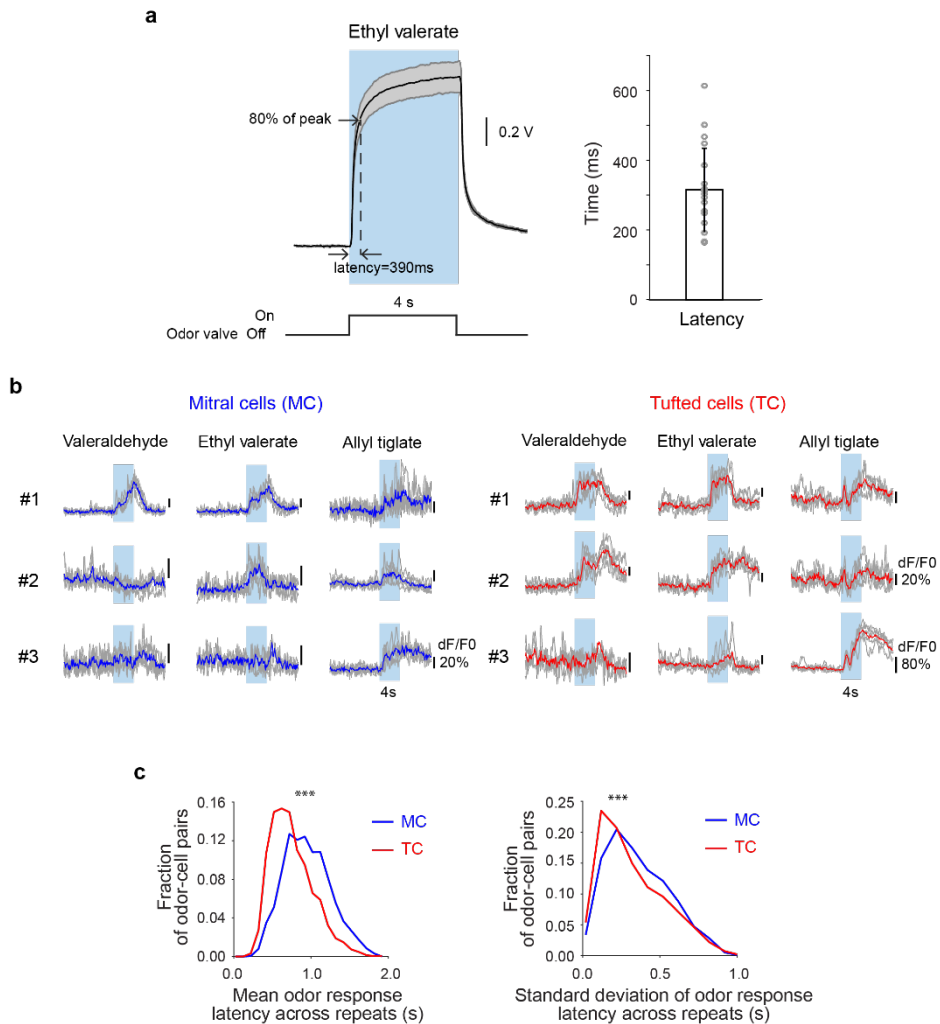 a
Ethyl valerate
80% of peak
0.2 V
latency=390ms
4 s
On
Odor valve Off
Time (ms)
600
400
200
0
Latency
b
Mitral cells (MC)
Valeraldehyde
Ethyl valerate
Allyl tiglate
#1
#2
#3
dF/F0
20%
4s
Tufted cells (TC)
Valeraldehyde
Ethyl valerate
Allyl tiglate
#1
#2
dF/F0
20%
#3
dF/F0
80%
4s
c
Fraction
of odor-cell pairs
0.16
0.12
0.08
0.04
0.00
***
MC
TC
0.0
1.0
2.0
Mean odor response
latency across repeats (s)
Fraction
of odor-cell pairs
0.25
0.20
0.15
0.10
0.05
0.00
***
MC
TC
0.0
0.5
1.0
Standard deviation of odor response
latency across repeats (s)